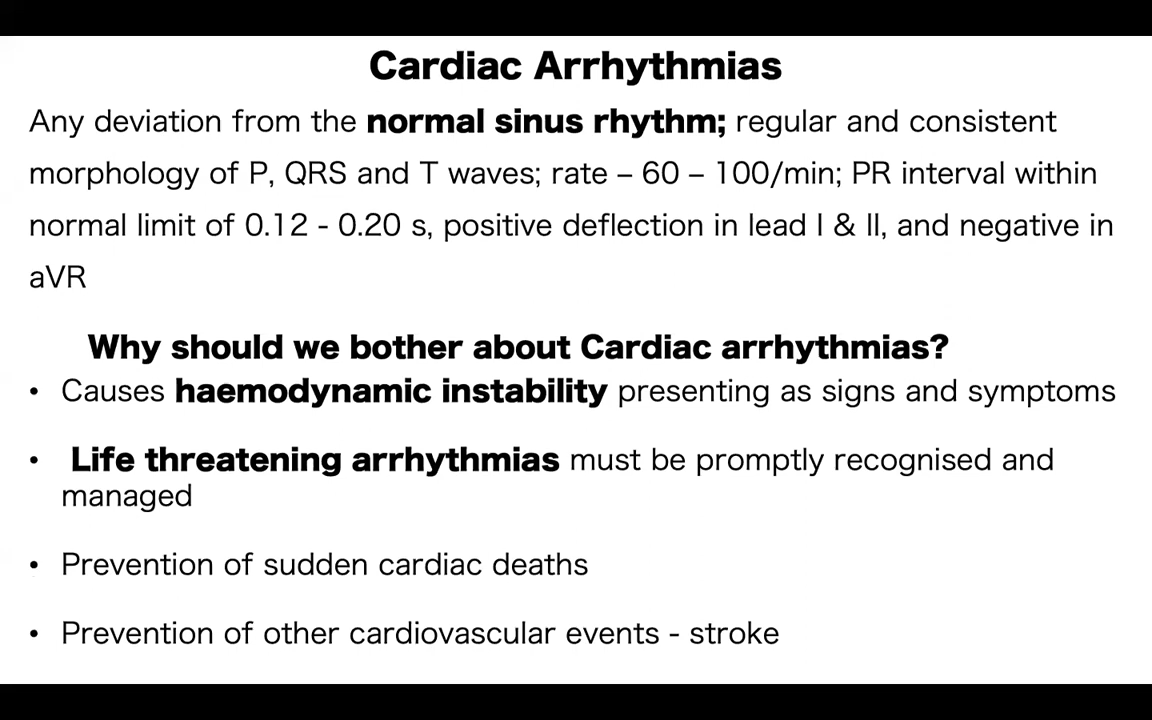 Cardiac Arrhythmias
Any deviation from the normal sinus rhythm; regular and consistent
morphology of P, QRS and T waves; rate – 60 – 100/min; PR interval within
normal limit of 0.12 - 0.20 s, positive deflection in lead I & II, and negative in
aVR
Why should we bother about Cardiac arrhythmias?
• Causes haemodynamic instability presenting as signs and symptoms
• Life threatening arrhythmias must be promptly recognised and
managed
• Prevention of sudden cardiac deaths
• Prevention of other cardiovascular events - stroke